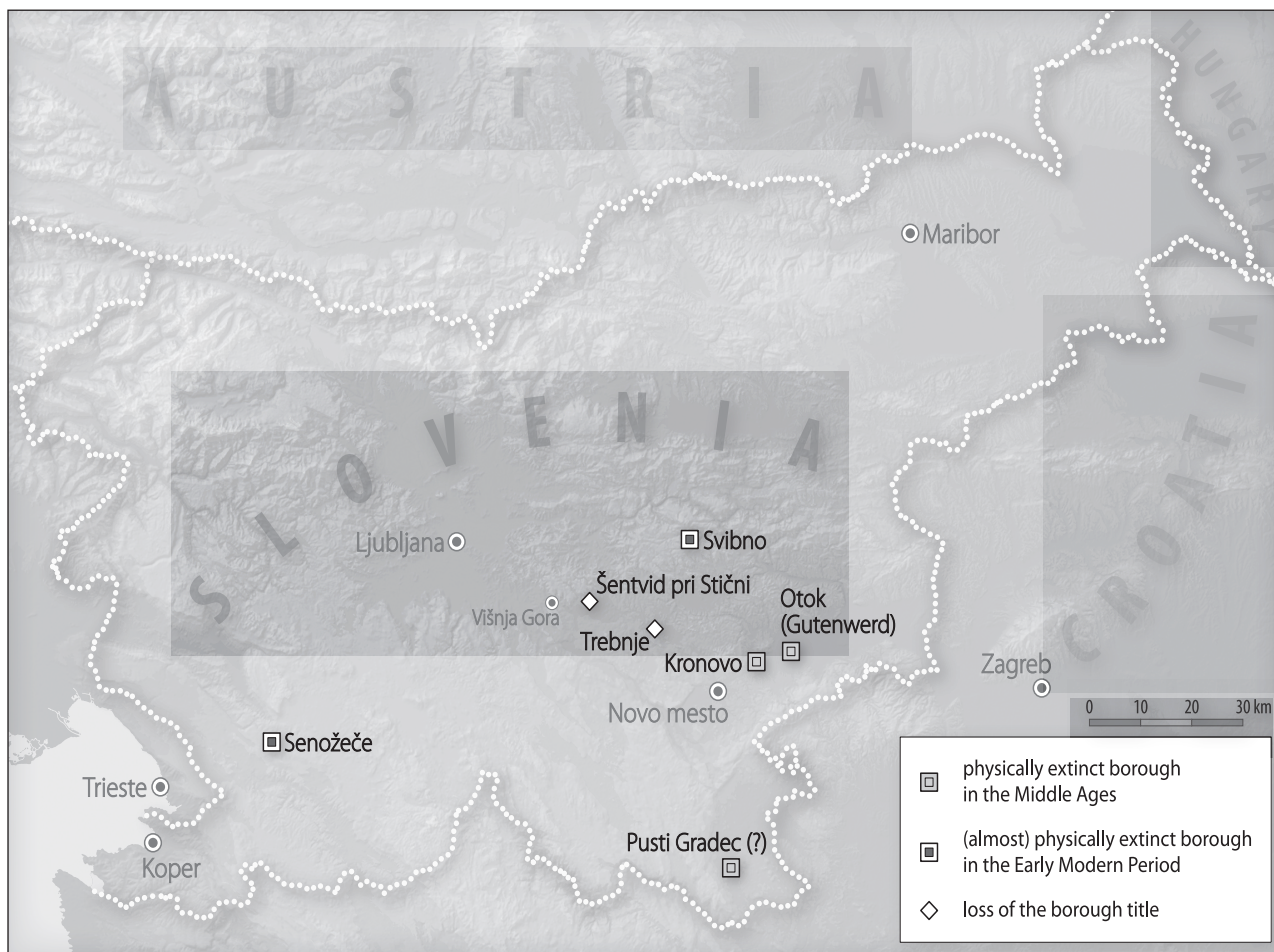 AUSTRIA
HUNGARY
Maribor
SLOVENIA
CROATIA
Ljubljana
Svibno
Šentvid pri Stični
Višnja Gora
Otok
(Gutenwerd)
Trebnje
Kronovo
Zagreb
Novo mesto
0 10 20 30 km
Senožeče
Trieste
Koper
Pusti Gradec (?)
physically extinct borough
in the Middle Ages
(almost) physically extinct borough
in the Early Modern Period
loss of the borough title